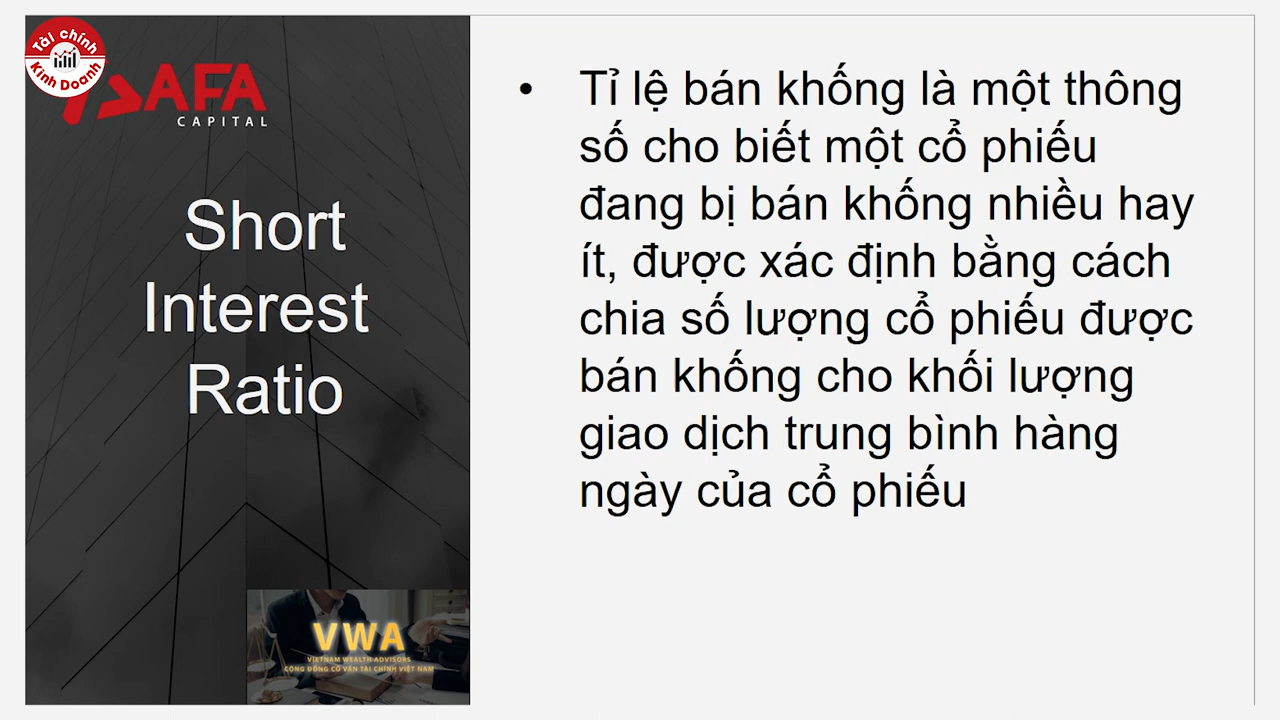 Tài chính
Kinh Doanh
AFA
CAPITAL
Short
Interest
Ratio
• Tỉ lệ bán khống là một thông
số cho biết một cổ phiếu
đang bị bán khống nhiều hay
ít, được xác định bằng cách
chia số lượng cổ phiếu được
bán khống cho khối lượng
giao dịch trung bình hàng
ngày của cổ phiếu
VWA
VIETNAM WEALTH ADVISORS
CỘNG ĐỒNG CỐ VẤN TÀI CHÍNH VIỆT NAM